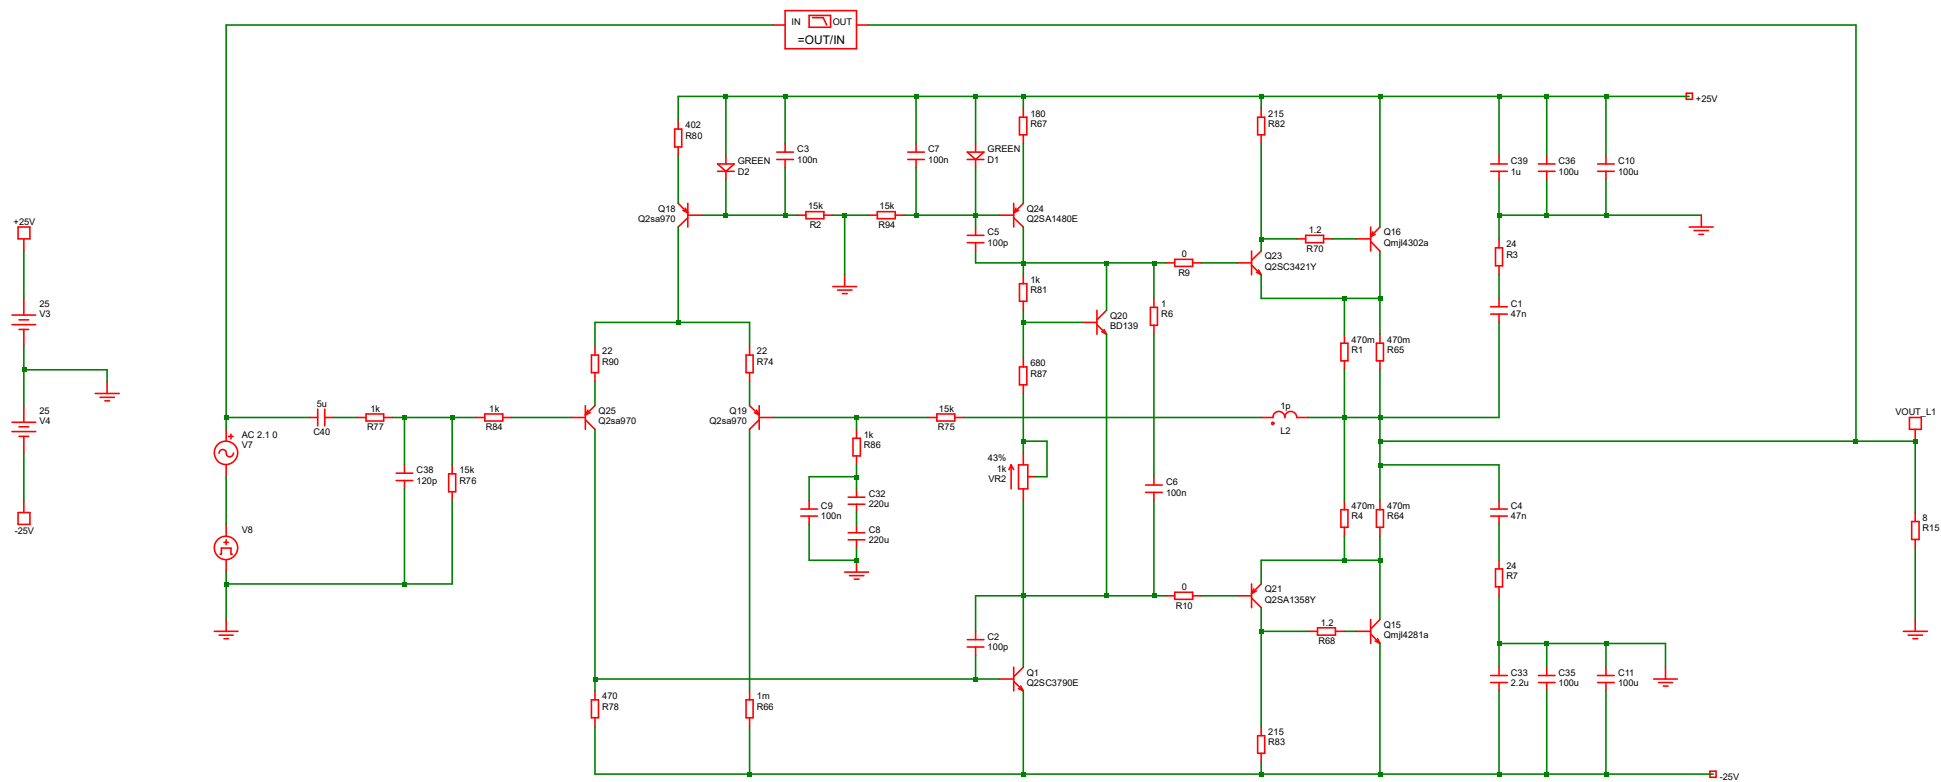 IN OUT
=OUT/IN
+25V
402
R80
GREEN
D2
C3
100n
C7
100n
GREEN
D1
180
R67
215
R82
C39
1u
C36
100u
C10
100u
Q18
Q2sa970
15k
R2
15k
R94
Q24
Q2SA1480E
C5
100p
1.2
R70
Q16
Qmjl4302a
+25V
0
R9
Q23
Q2SC3421Y
24
R3
1k
R81
Q20
BD139
1
R6
C1
47n
25
V3
22
R90
22
R74
680
R87
470m
R1
470m
R65
25
V4
5u
C40
1k
R77
1k
R84
Q25
Q2sa970
Q19
Q2sa970
15k
R75
1p
L2
VOUT_L1
AC 2.1 0
V7
1k
R86
43%
1k
VR2
C38
120p
15k
R76
C9
100n
C32
220u
C8
220u
C6
100n
470m
R4
470m
R64
C4
47n
8
R15
-25V
V8
24
R7
0
R10
Q21
Q2SA1358Y
1.2
R68
Q15
Qmjl4281a
C2
100p
Q1
Q2SC3790E
C33
2.2u
C35
100u
C11
100u
470
R78
1m
R66
215
R83
-25V